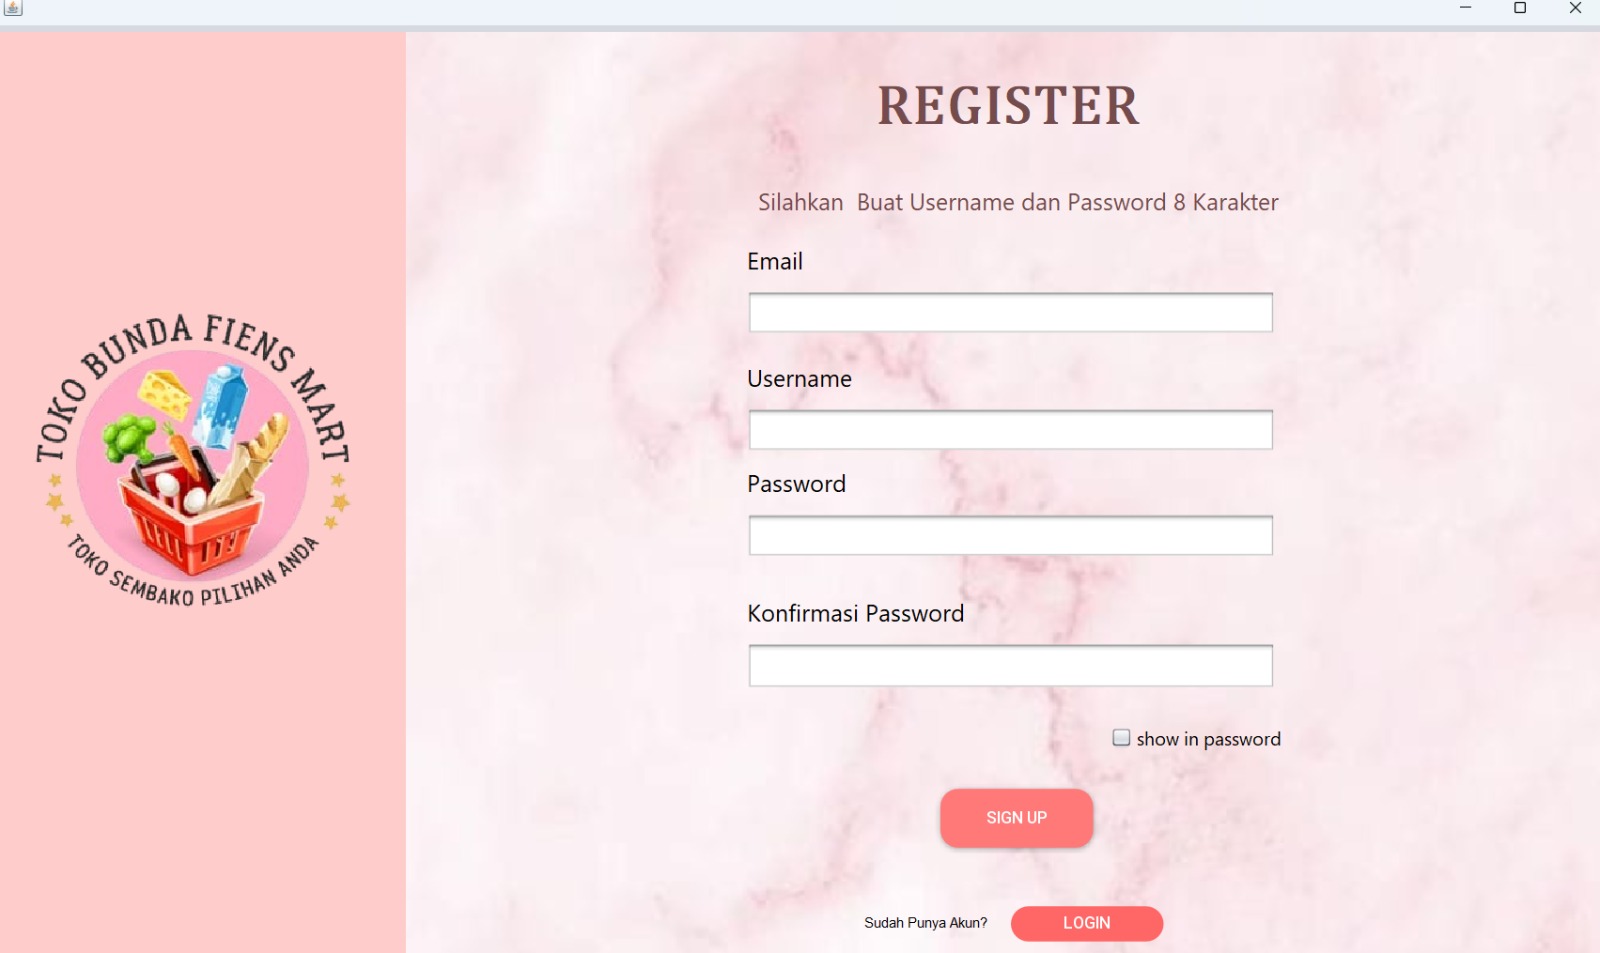 TOKO BUNDA FIENS MART
TOKO SEMBAKO PILIHAN ANDA
REGISTER
Silahkan  Buat Username dan Password 8 Karakter
Email
Username
Password
Konfirmasi Password
show in password
SIGN UP
Sudah Punya Akun? LOGIN